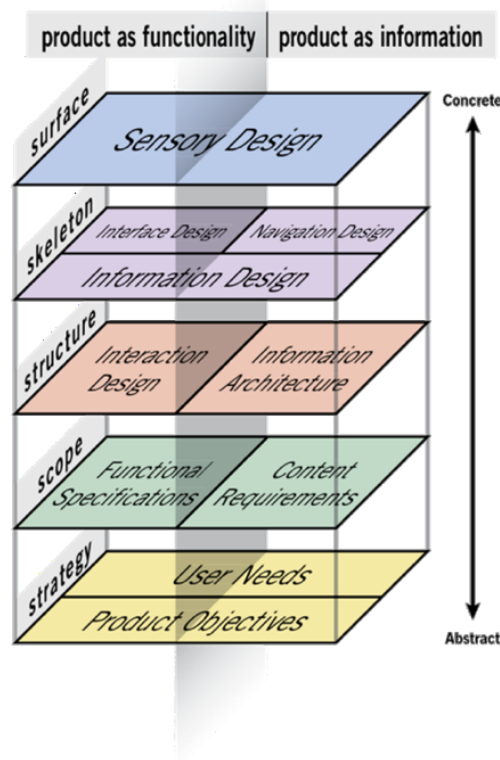 product as functionality
product as information
Concrete
surface
Sensory Design
skeleton
Interface Design
Navigation Design
Information Design
structure
Interaction
Design
Information
Architecture
scope
Functional
Specifications
Content
Requirements
strategy
User Needs
Product Objectives
Abstract